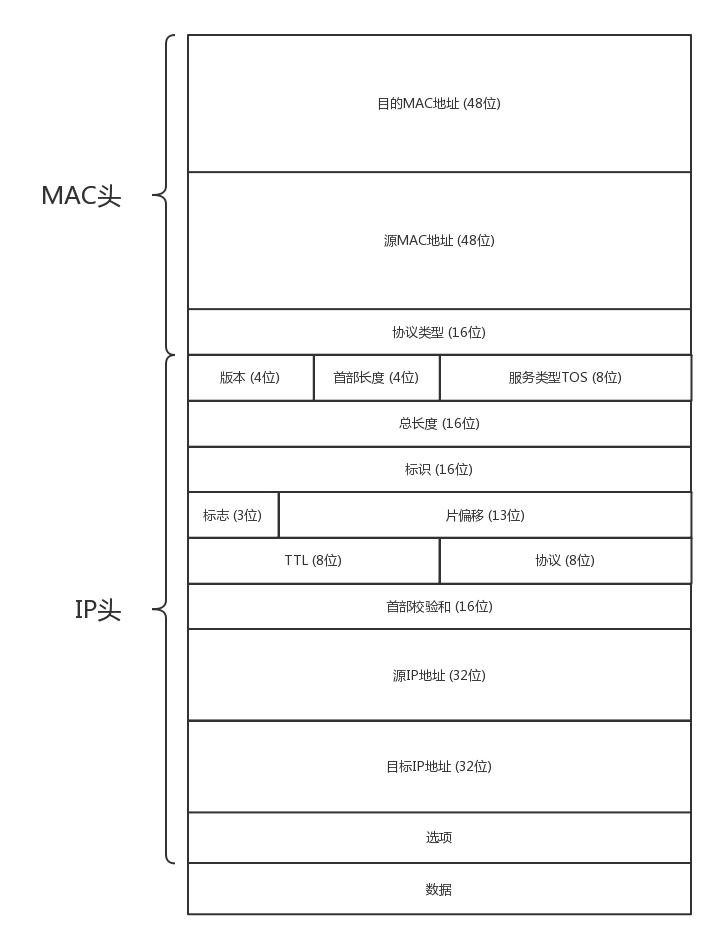 目的MAC地址 (48位)
MAC头
源MAC地址 (48位)
协议类型 (16位)
版本 (4位)
首部长度 (4位)
服务类型TOS (8位)
总长度 (16位)
标识 (16位)
标志 (3位)
片偏移 (13位)
TTL (8位)
协议 (8位)
IP头
首部校验和 (16位)
源IP地址 (32位)
目标IP地址 (32位)
选项
数据